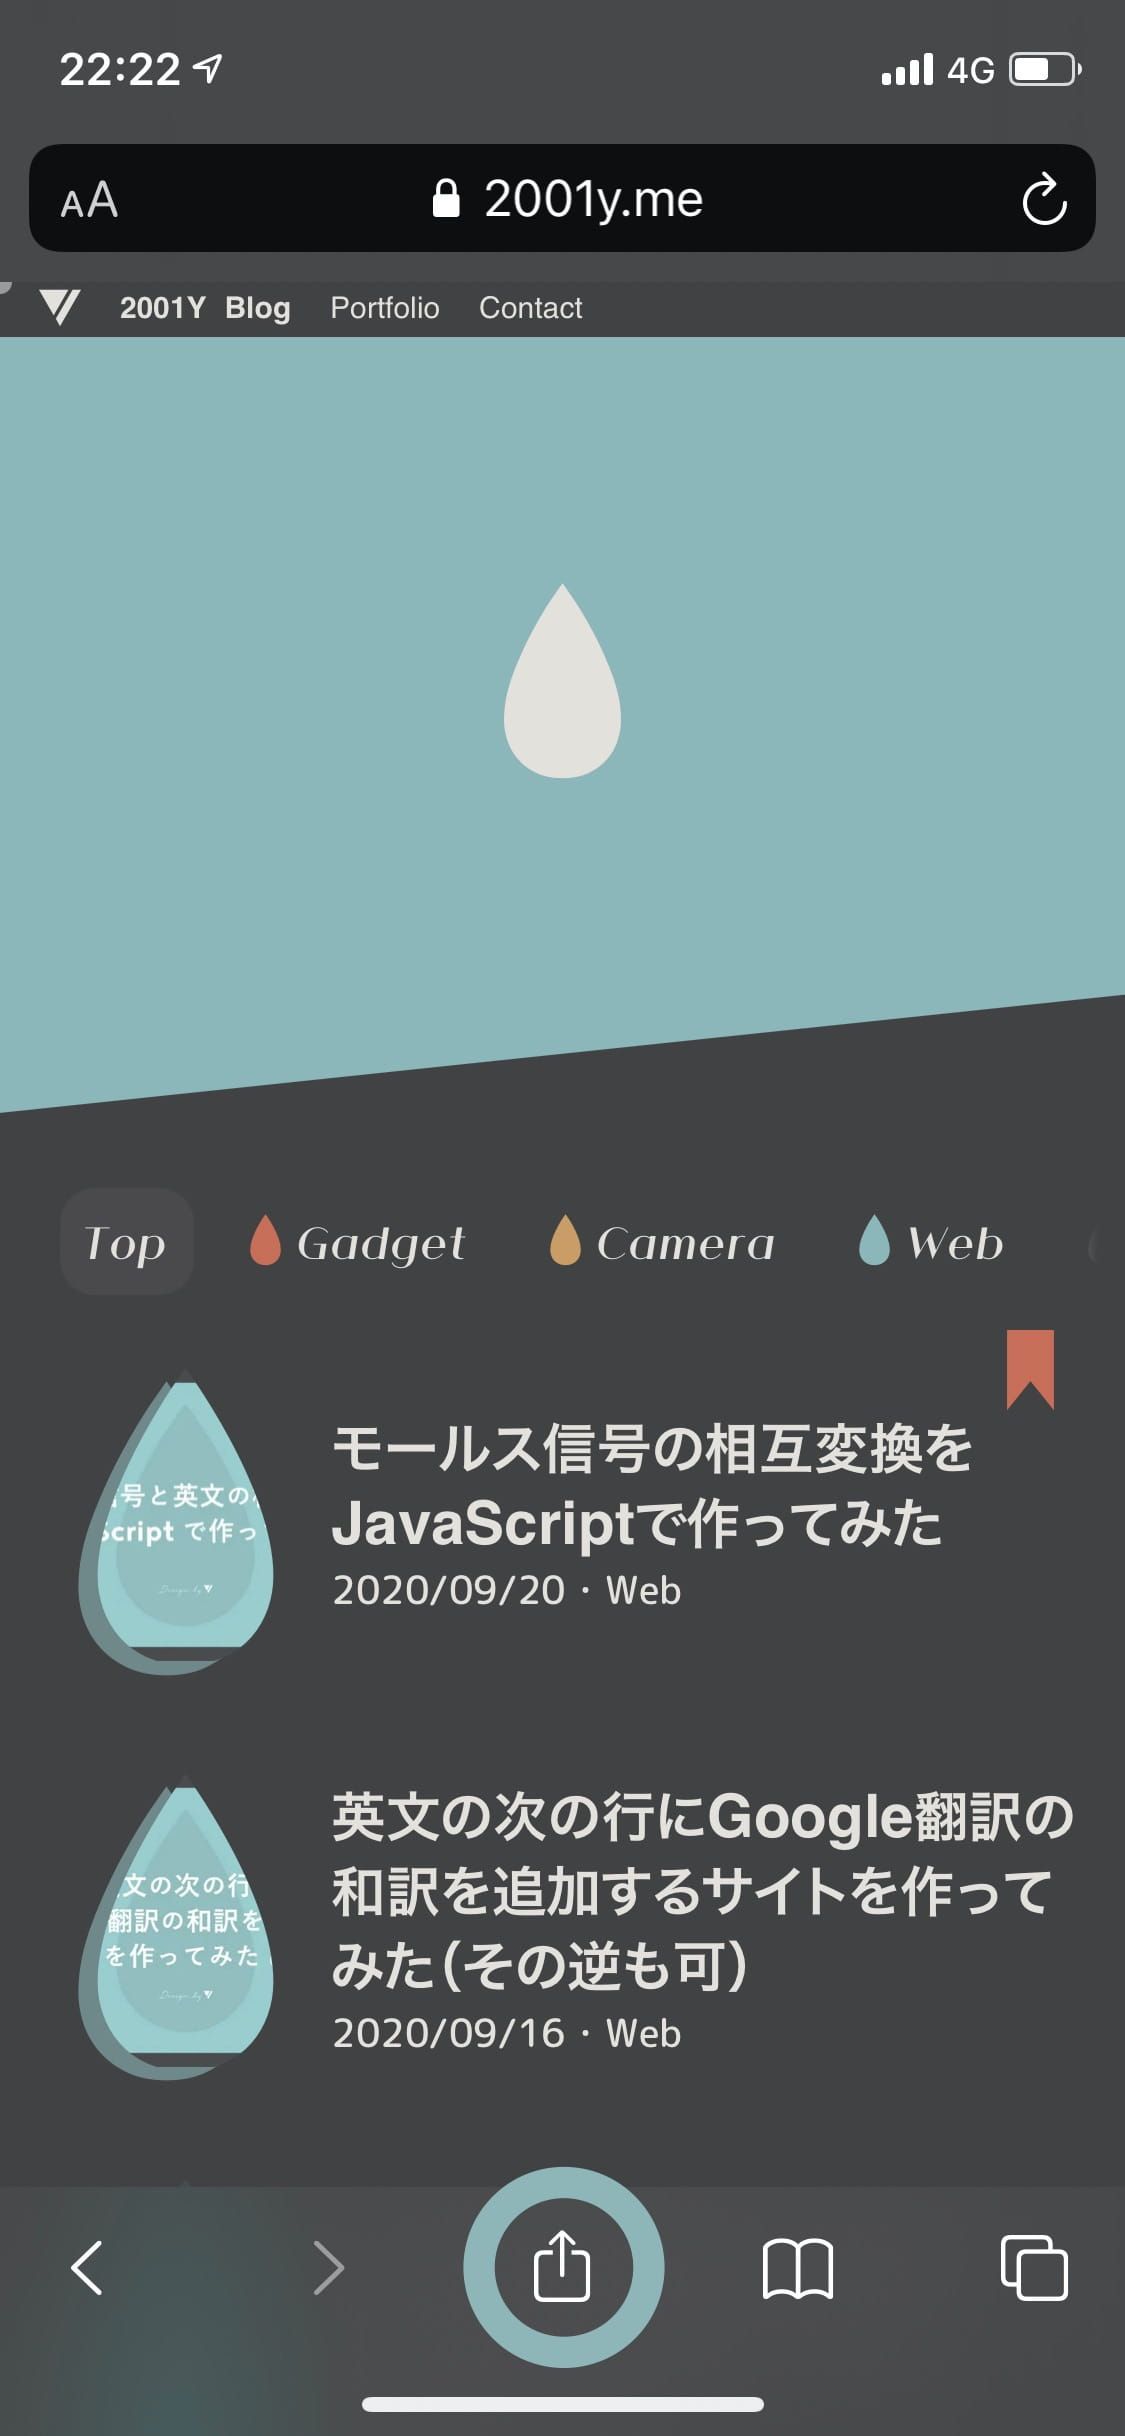 22:22
4G
AA
2001y.me
2001Y Blog Portfolio Contact
Top Gadget Camera Web
号と英文の
Script で作っ
Design by
モールス信号の相互変換を
JavaScriptで作ってみた
2020/09/20・Web
文の次の行
翻訳の和訳を
を作ってみた
Design by
英文の次の行にGoogle翻訳の
和訳を追加するサイトを作って
みた(その逆も可)
2020/09/16・Web